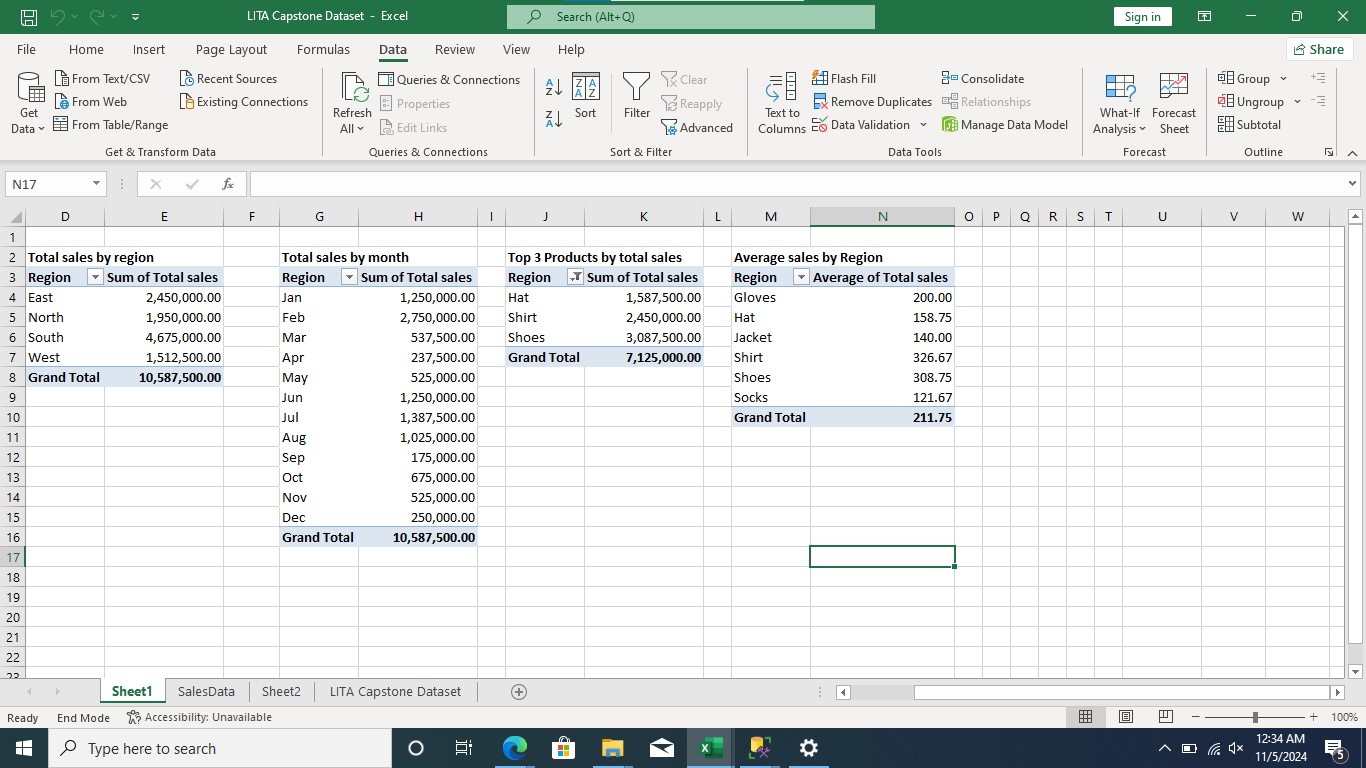 LITA Capstone Dataset - Excel
Search (Alt+Q)
Sign in
File Home Insert Page Layout Formulas Data Review View Help
Share
Get Data
From Text/CSV
From Web
From Table/Range
Recent Sources
Existing Connections
Get & Transform Data
Refresh All
Queries & Connections
Properties
Edit Links
Queries & Connections
Sort
Filter
Clear
Reapply
Advanced
Sort & Filter
Text to Columns
Flash Fill
Remove Duplicates
Data Validation
Consolidate
Relationships
Manage Data Model
Data Tools
What-If Analysis
Forecast Sheet
Forecast
Group
Ungroup
Subtotal
Outline
N17 fx
D E F G H I J K L M N O P Q R S T U V W
1
2 Total sales by region Total sales by month Top 3 Products by total sales Average sales by Region
3 Region Sum of Total sales Region Sum of Total sales Region Sum of Total sales Region Average of Total sales
4 East 2,450,000.00 Jan 1,250,000.00 Hat 1,587,500.00 Gloves 200.00
5 North 1,950,000.00 Feb 2,750,000.00 Shirt 2,450,000.00 Hat 158.75
6 South 4,675,000.00 Mar 537,500.00 Shoes 3,087,500.00 Jacket 140.00
7 West 1,512,500.00 Apr 237,500.00 Grand Total 7,125,000.00 Shirt 326.67
8 Grand Total 10,587,500.00 May 525,000.00 Shoes 308.75
9 Jun 1,250,000.00 Socks 121.67
10 Jul 1,387,500.00 Grand Total 211.75
11 Aug 1,025,000.00
12 Sep 175,000.00
13 Oct 675,000.00
14 Nov 525,000.00
15 Dec 250,000.00
16 Grand Total 10,587,500.00
17
18
19
20
21
22
23
Sheet1 SalesData Sheet2 LITA Capstone Dataset
Ready End Mode Accessibility: Unavailable 100%
Type here to search
12:34 AM
11/5/2024
5